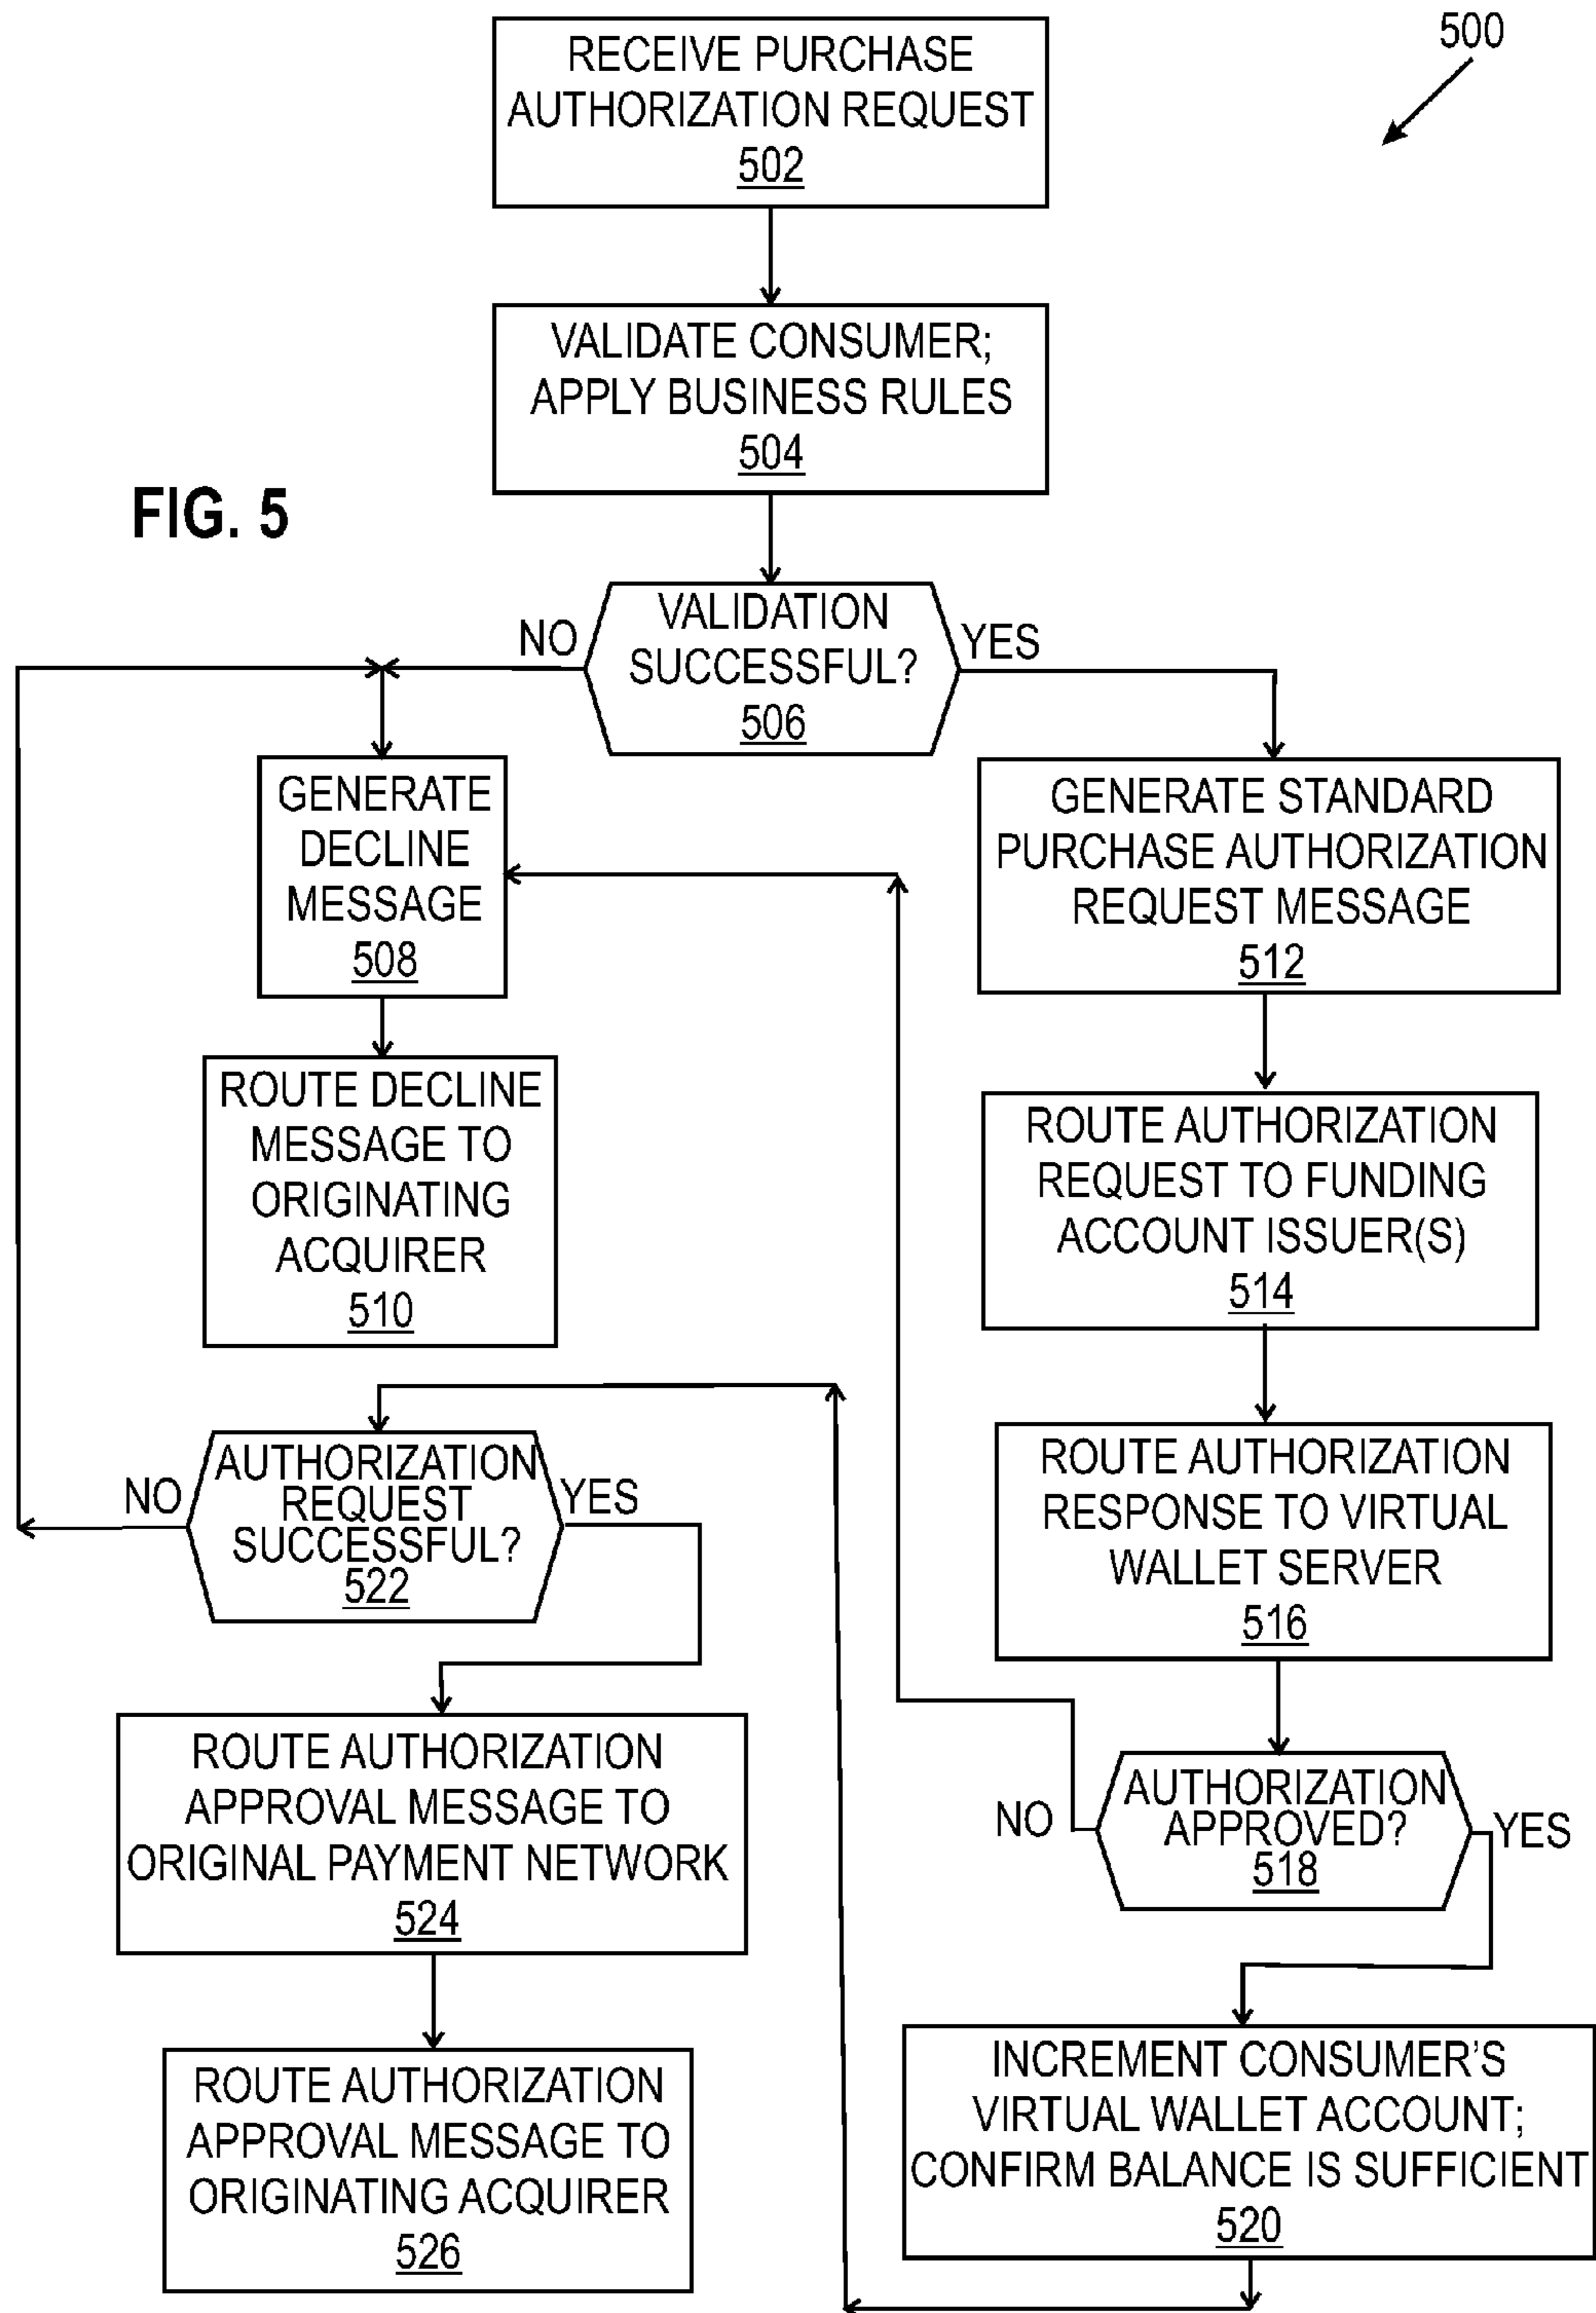 RECEIVE PURCHASE
AUTHORIZATION REQUEST
502
500
VALIDATE CONSUMER;
APPLY BUSINESS RULES
504
FIG. 5
VALIDATION
SUCCESSFUL?
506
NO
YES
GENERATE
DECLINE
MESSAGE
508
ROUTE DECLINE
MESSAGE TO
ORIGINATING
ACQUIRER
510
GENERATE STANDARD
PURCHASE AUTHORIZATION
REQUEST MESSAGE
512
ROUTE AUTHORIZATION
REQUEST TO FUNDING
ACCOUNT ISSUER(S)
514
ROUTE AUTHORIZATION
RESPONSE TO VIRTUAL
WALLET SERVER
516
AUTHORIZATION
APPROVED?
518
NO
YES
INCREMENT CONSUMER'S
VIRTUAL WALLET ACCOUNT;
CONFIRM BALANCE IS SUFFICIENT
520
AUTHORIZATION
REQUEST
SUCCESSFUL?
522
NO
YES
ROUTE AUTHORIZATION
APPROVAL MESSAGE TO
ORIGINAL PAYMENT NETWORK
524
ROUTE AUTHORIZATION
APPROVAL MESSAGE TO
ORIGINATING ACQUIRER
526